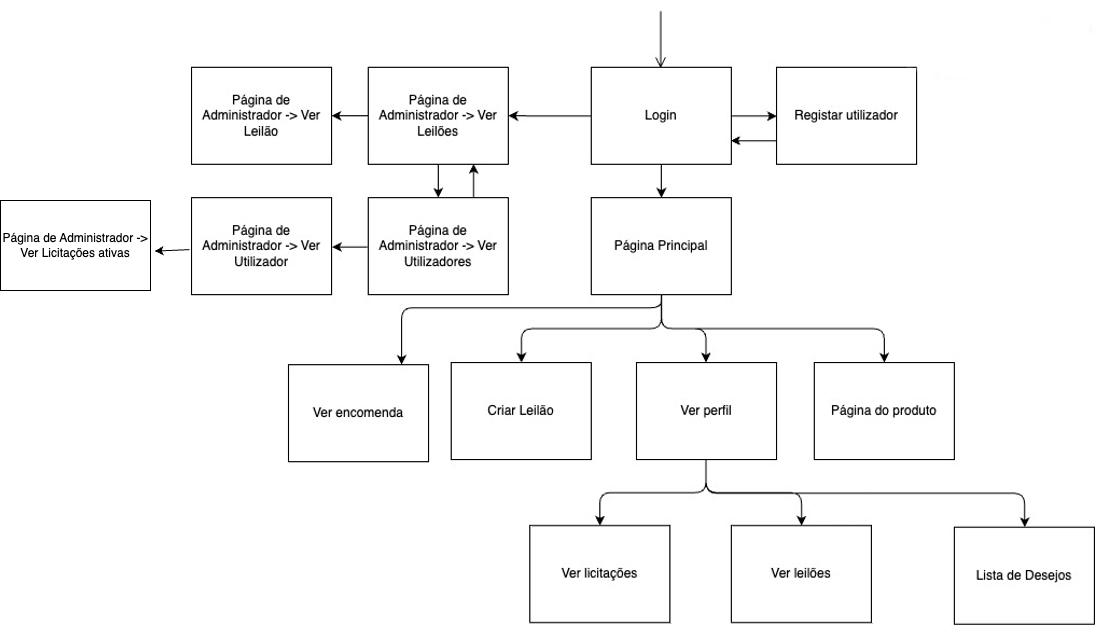 Página de
Administrador -> Ver
Leilão
Página de
Administrador -> Ver
Leilões
Login
Registar utilizador
Página de Administrador ->
Ver Licitações ativas
Página de
Administrador -> Ver
Utilizador
Página de
Administrador -> Ver
Utilizadores
Página Principal
Ver encomenda
Criar Leilão
Ver perfil
Página do produto
Ver licitações
Ver leilões
Lista de Desejos